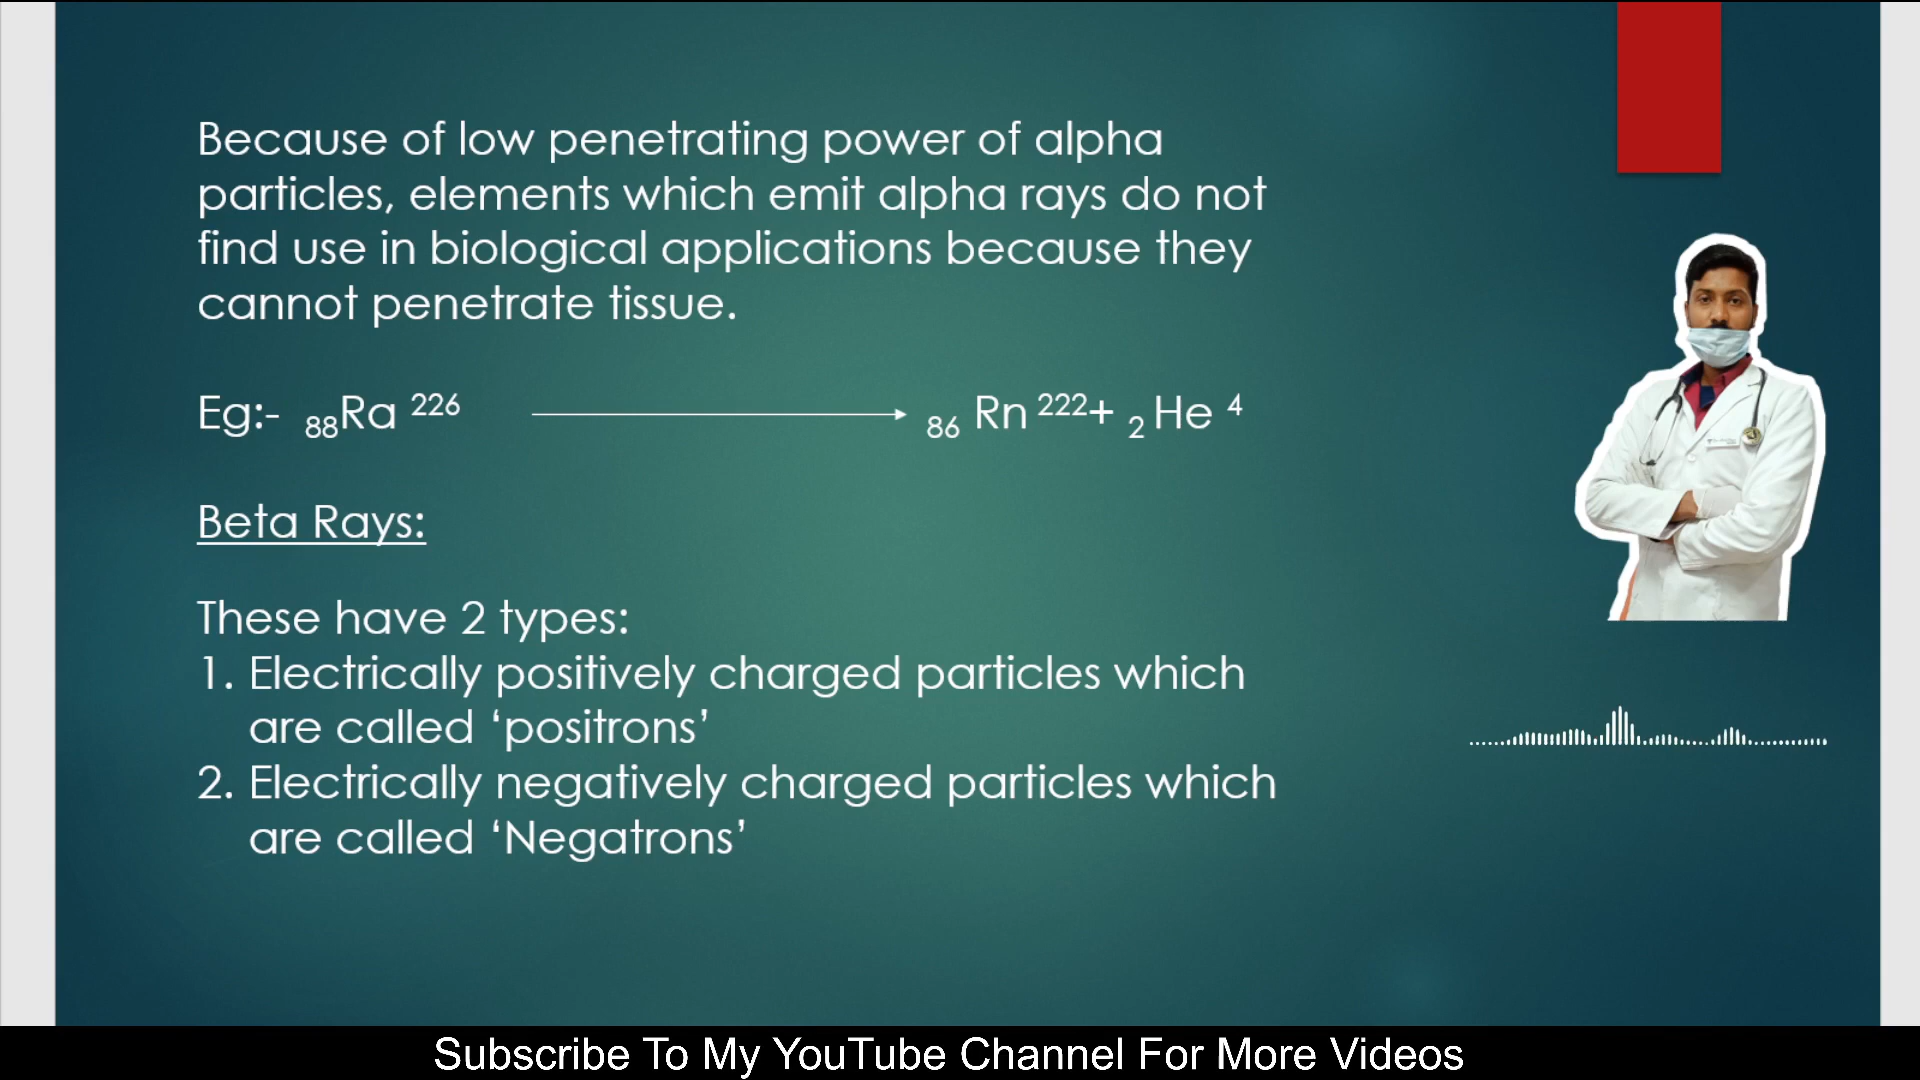 Because of low penetrating power of alpha
particles, elements which emit alpha rays do not
find use in biological applications because they
cannot penetrate tissue.
Eg:- ₈₈Ra ²²⁶ ⟶ ₈₆ Rn ²²²+ ₂ He ⁴
Beta Rays:
These have 2 types:
1. Electrically positively charged particles which
are called ‘positrons’
2. Electrically negatively charged particles which
are called ‘Negatrons’
Subscribe To My YouTube Channel For More Videos